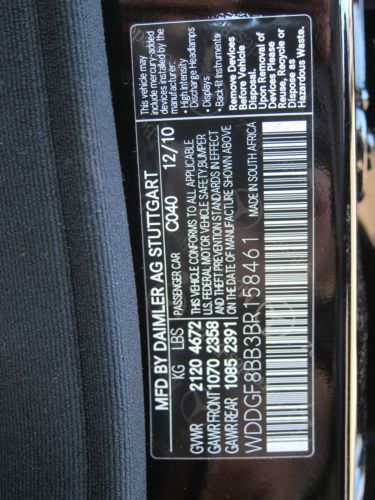 MFD BY DAIMLER AG STUTTGART
KG LBS PASSENGER CAR C040 12/10
GVWR 2120 4672 THIS VEHICLE CONFORMS TO ALL APPLICABLE
U.S. FEDERAL MOTOR VEHICLE SAFETY, BUMPER
GAWR FRONT 1070 2358 AND THEFT PREVENTION STANDARDS IN EFFECT
GAWR REAR 1085 2391 ON THE DATE OF MANUFACTURE SHOWN ABOVE
WDDGF8BB3BR158461 MADE IN SOUTH AFRICA
This vehicle may
include mercury-added
devices installed by the
manufacturer:
• High Intensity
Discharge headlamps
• Displays
• Back-fit Instruments
Remove Devices
Before Vehicle
Disposal.
Upon Removal of
Devices Please
Reuse, Recycle or
Dispose as
Hazardous Waste.